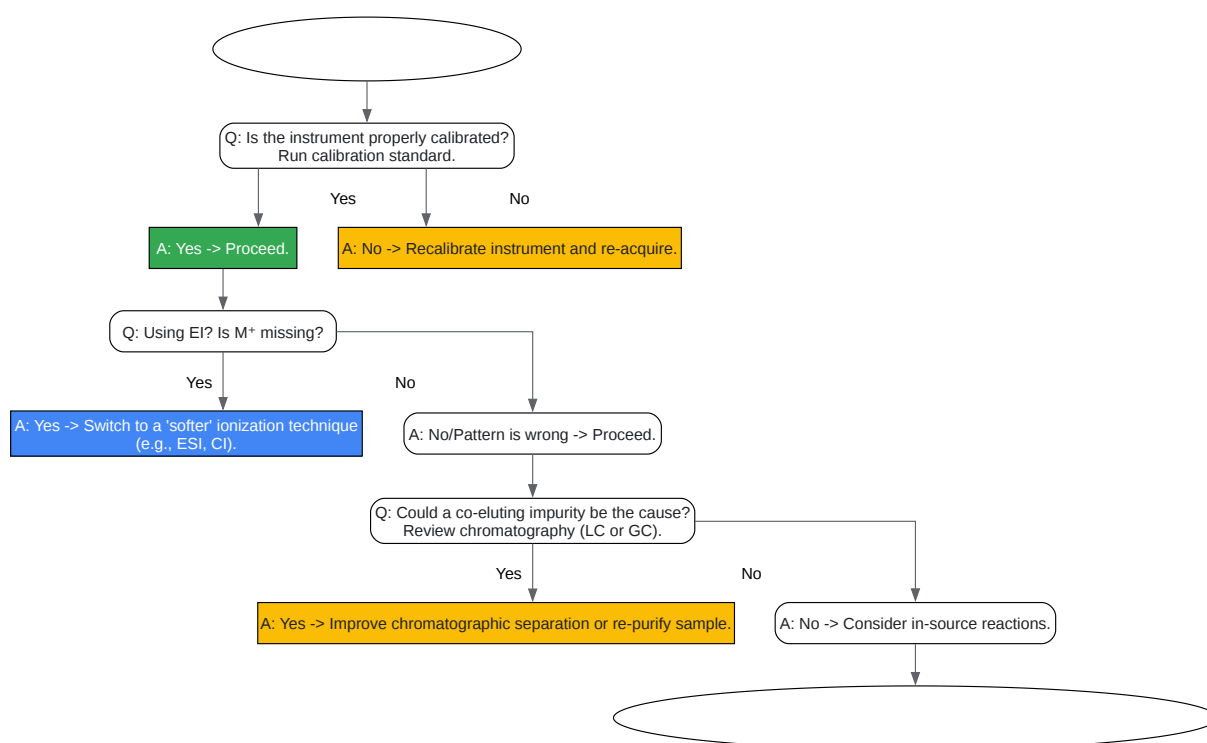 Q: Is the instrument properly calibrated?
Run calibration standard.
Yes
No
A: Yes -> Proceed.
A: No -> Recalibrate instrument and re-acquire.
Q: Using EI? Is M⁺ missing?
Yes
No
A: Yes -> Switch to a 'softer' ionization technique
(e.g., ESI, CI).
A: No/Pattern is wrong -> Proceed.
Q: Could a co-eluting impurity be the cause?
Review chromatography (LC or GC).
Yes
No
A: Yes -> Improve chromatographic separation or re-purify sample.
A: No -> Consider in-source reactions.